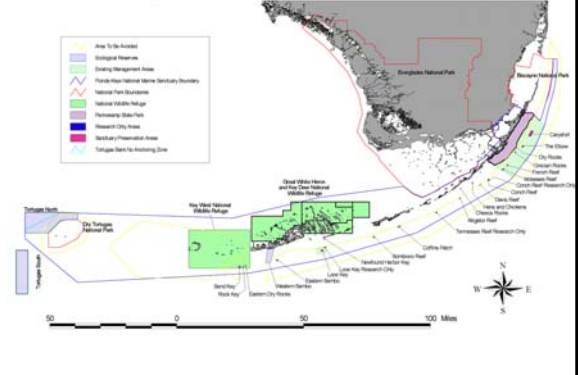 Area To Be Avoided
Ecological Reserves
Existing Management Areas
Florida Keys National Marine Sanctuary Boundary
National Park Boundaries
National Wildlife Refuge
Pennekamp State Park
Research Only Areas
Sanctuary Preservation Areas
Tortugas Bank No Anchoring Zone
Everglades National Park
Biscayne National Park
Carysfort
The Elbow
Dry Rocks
Grecian Rocks
French Reef
Molasses Reef
Conch Reef Research Only
Conch Reef
Davis Reef
Hens and Chickens
Cheeca Rocks
Alligator Reef
Tennessee Reef Research Only
Coffins Patch
Sombrero Reef
Newfound Harbor Key
Looe Key Research Only
Looe Key
Eastern Sambo
Western Sambo
Eastern Dry Rocks
Rock Key
Sand Key
Great White Heron
and Key Deer National
Wildlife Refuge
Key West National
Wildlife Refuge
Tortugas North
Dry Tortugas
National Park
Tortugas South
N
W E
S
50 0 50 100 Miles